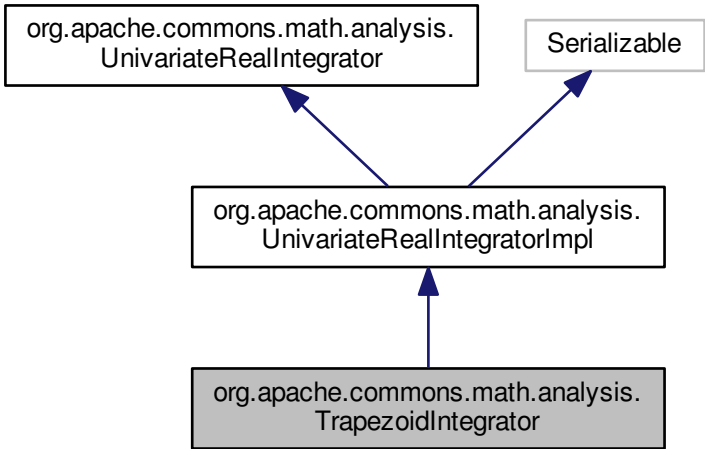 org.apache.commons.math.analysis.
UnivariateRealIntegrator
Serializable
org.apache.commons.math.analysis.
UnivariateRealIntegratorImpl
org.apache.commons.math.analysis.
TrapezoidIntegrator